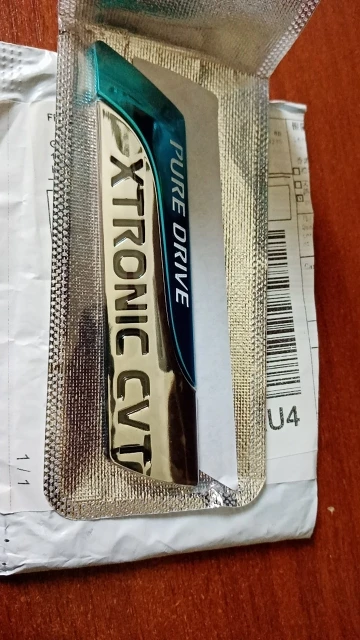 PURE DRIVE
XTRONIC CVT
U4
1/1